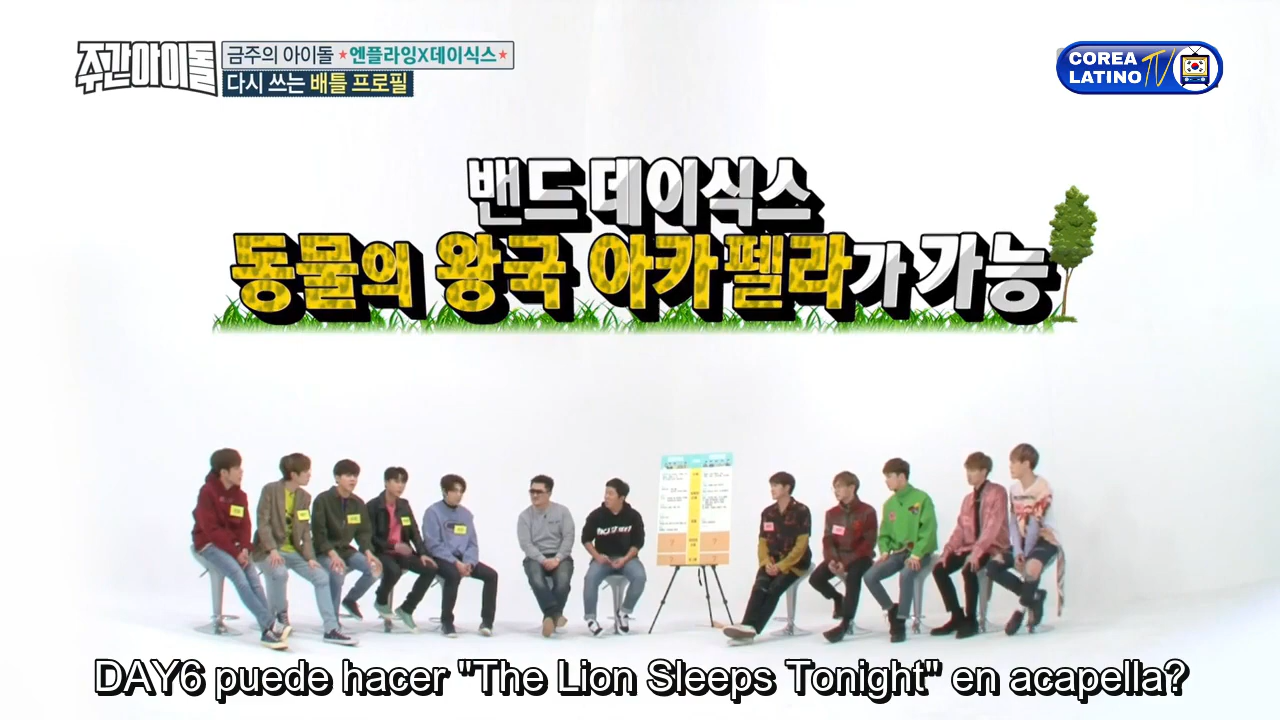 주간아이돌
금주의 아이돌 ★엔플라잉X데이식스★
다시 쓰는 배틀 프로필
COREA
LATINO TV
밴드 데이식스
동물의 왕국 아카펠라가 가능
DAY6 puede hacer "The Lion Sleeps Tonight" en acapella?